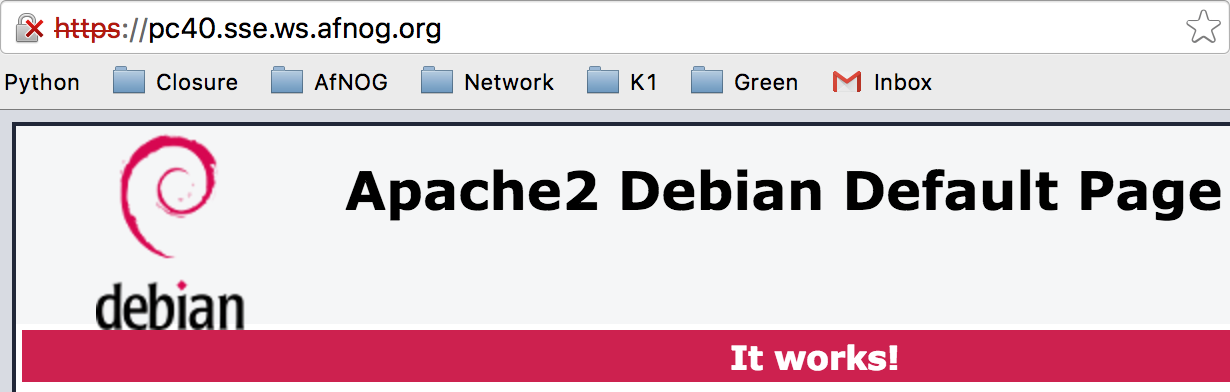 https://pc40.sse.ws.afnog.org
Python Closure AfNOG Network K1 Green Inbox
Apache2 Debian Default Page
debian
It works!